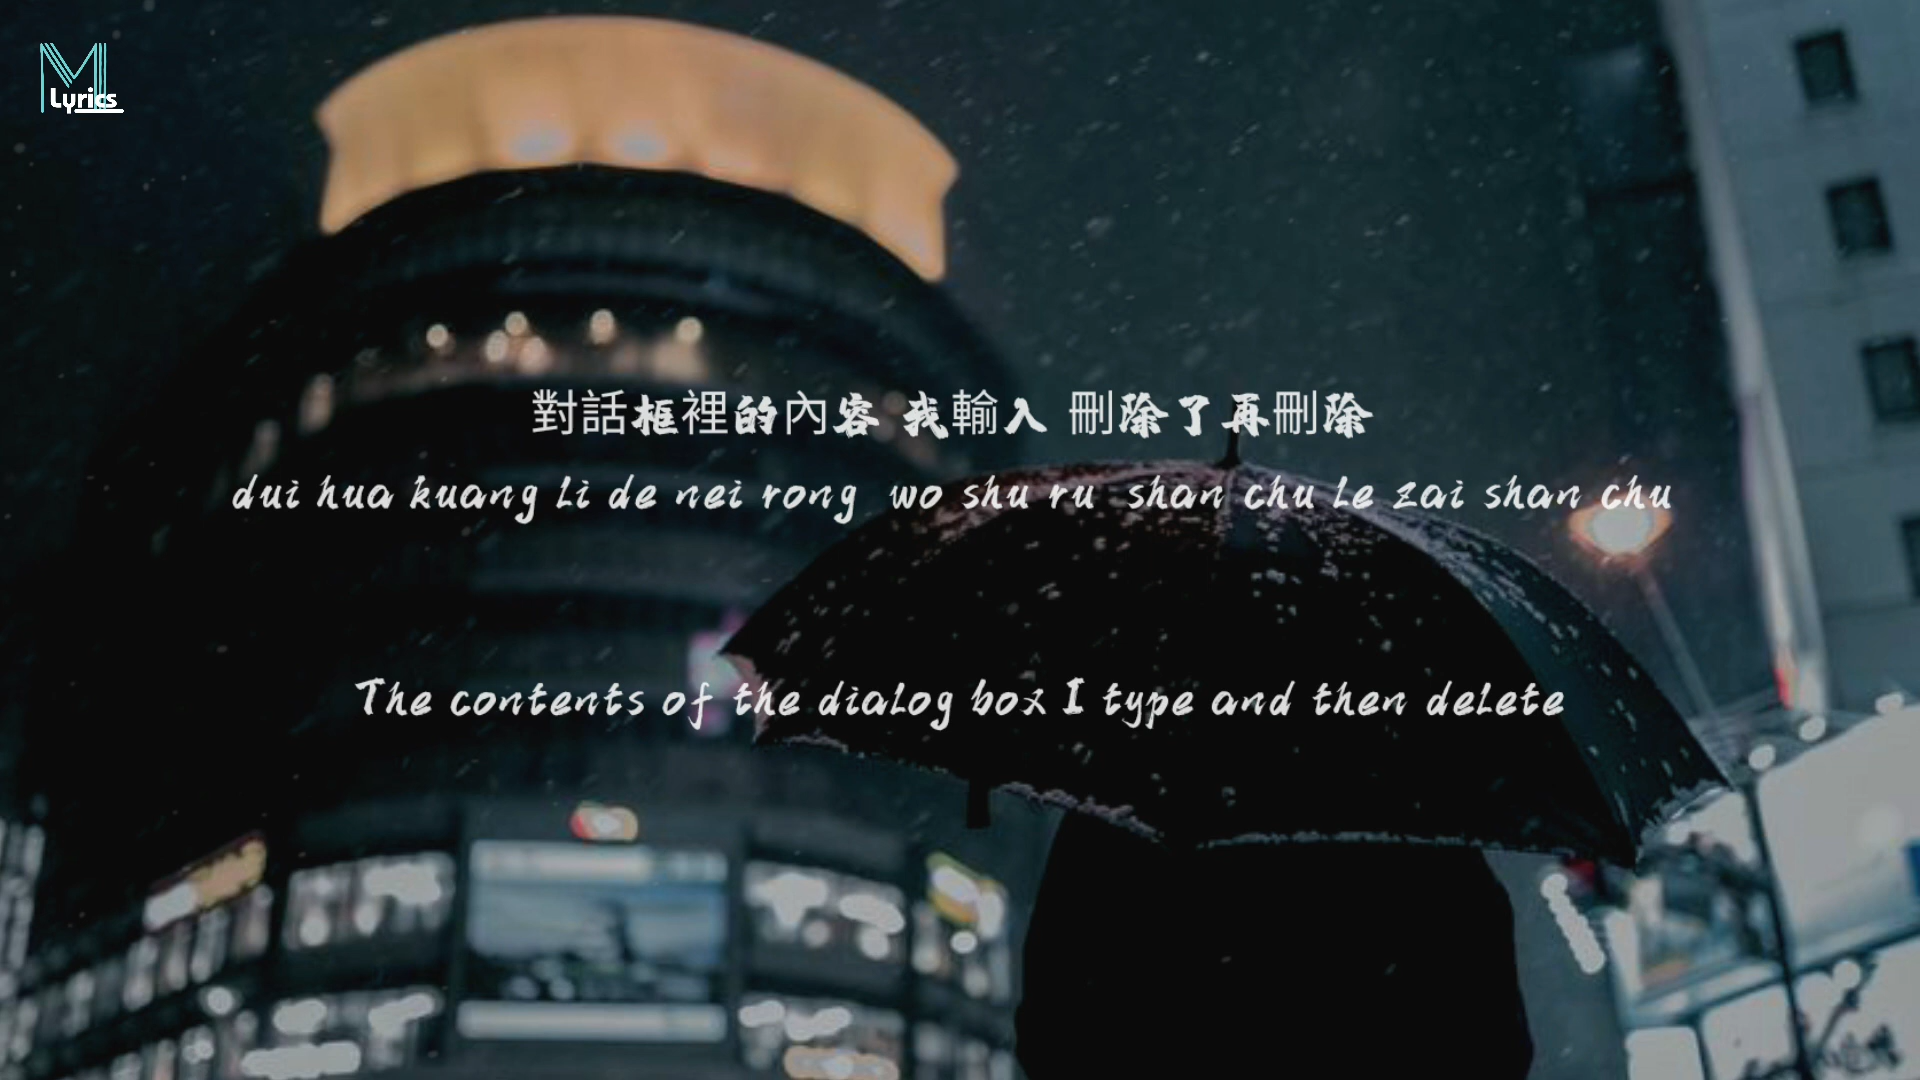 M
Lyrics
對話框裡的內容 我輸入 刪除了再刪除
dui hua kuang li de nei rong wo shu ru shan chu le zai shan chu
The contents of the dialog box I type and then delete